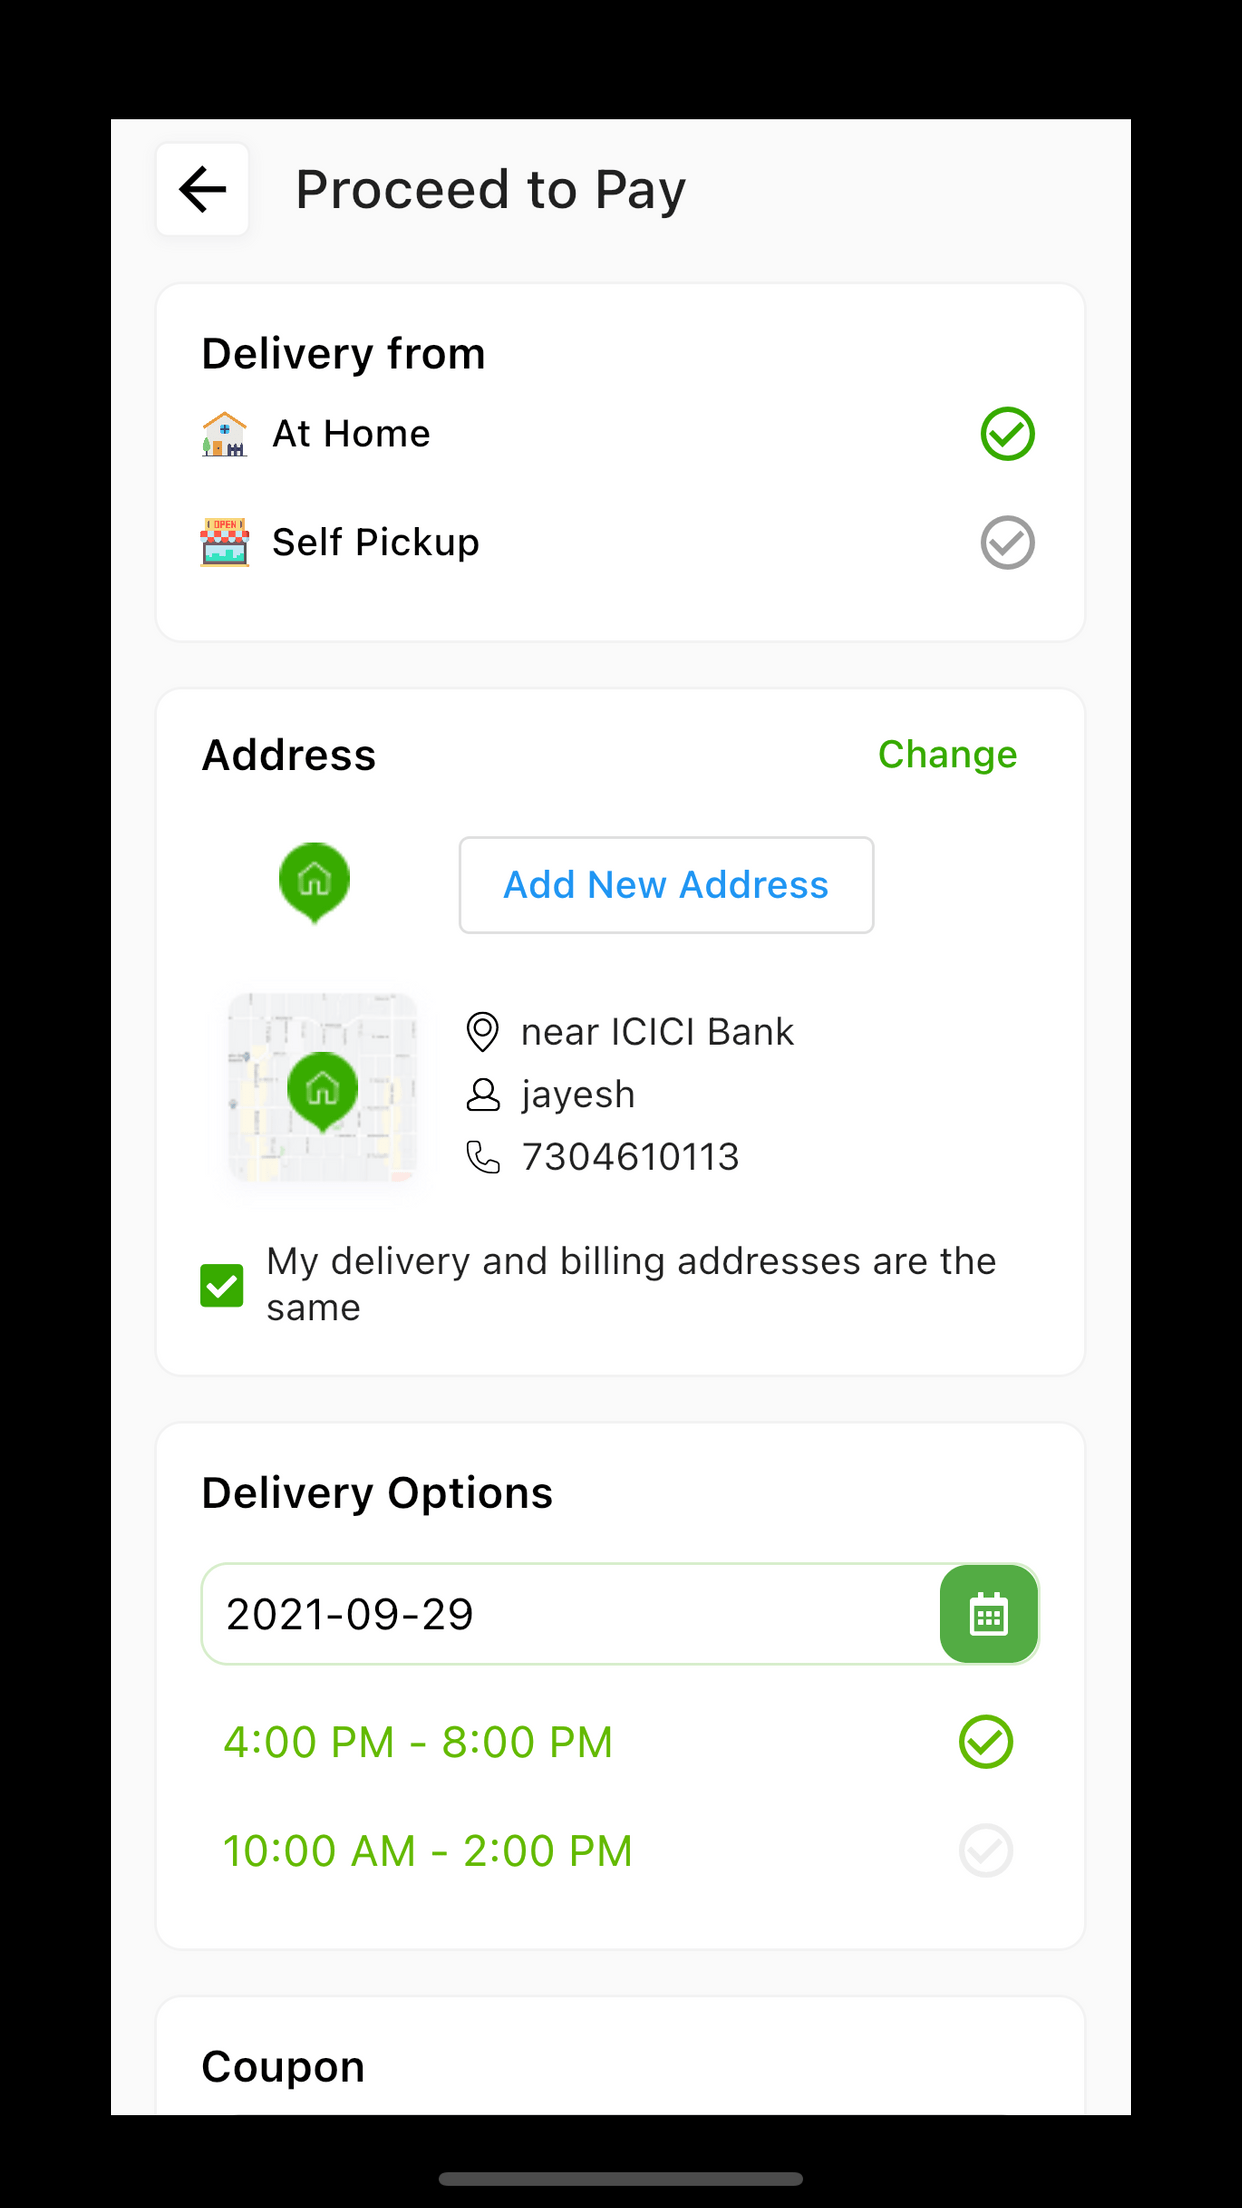 Proceed to Pay
Delivery from
At Home
OPEN
Self Pickup
Address
Change
Add New Address
near ICICI Bank
jayesh
7304610113
My delivery and billing addresses are the
same
Delivery Options
2021-09-29
4:00 PM - 8:00 PM
10:00 AM - 2:00 PM
Coupon